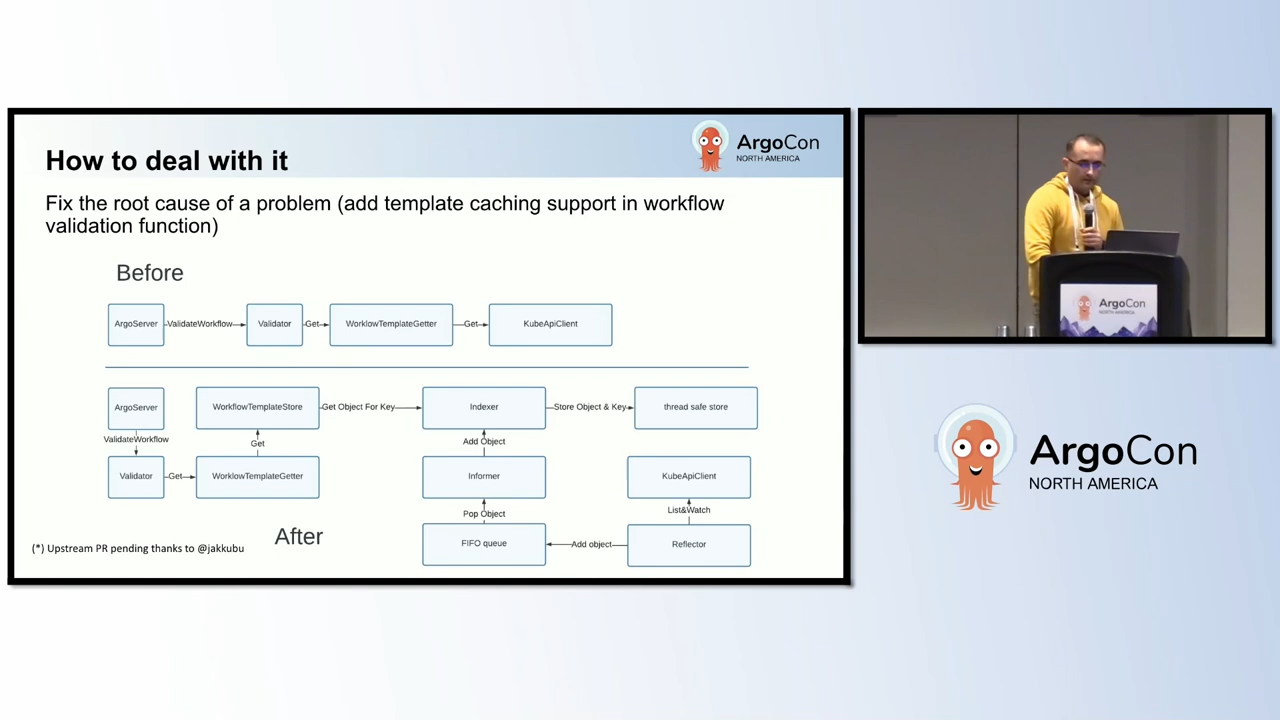 How to deal with it
ArgoCon
NORTH AMERICA
Fix the root cause of a problem (add template caching support in workflow
validation function)
Before
ArgoServer
ValidateWorkflow
Validator
Get
WorklowTemplateGetter
Get
KubeApiClient
ArgoServer
WorkflowTemplateStore
Get Object For Key
Indexer
Store Object & Key
thread safe store
ValidateWorkflow
Get
Add Object
Validator
Get
WorklowTemplateGetter
Informer
KubeApiClient
Pop Object
List&Watch
After
FIFO queue
Add object
Reflector
(*) Upstream PR pending thanks to @jakkubu
ArgoCon
NORTH AMERICA
ArgoCon
NORTH AMERICA